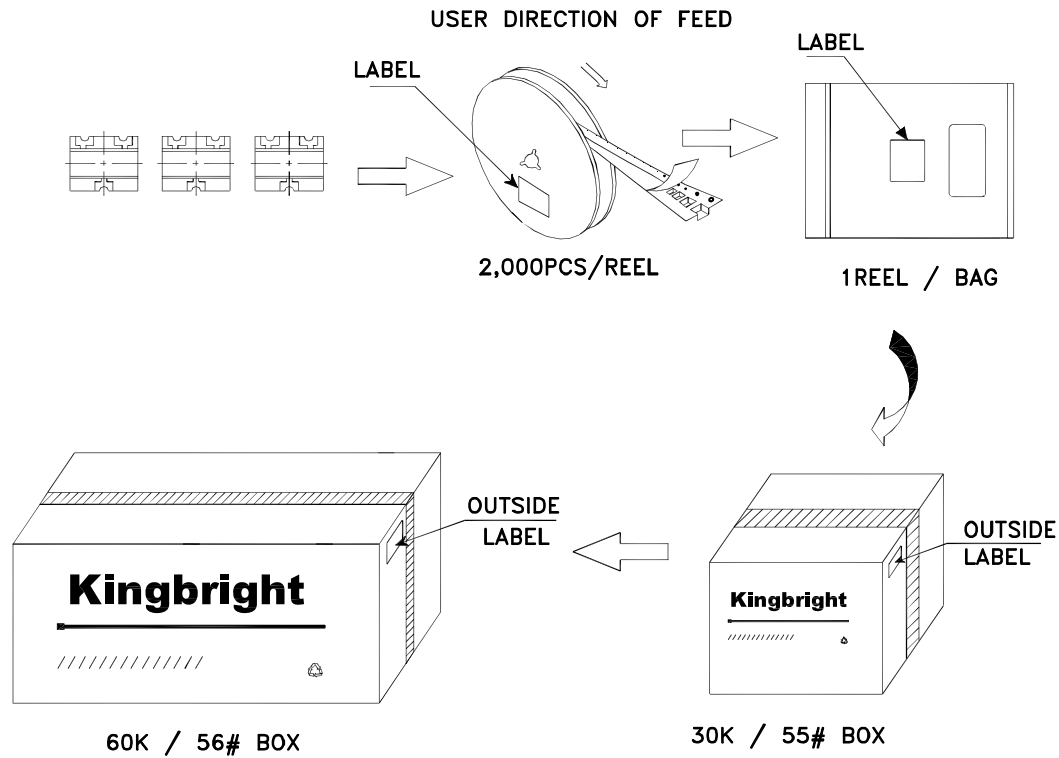 USER DIRECTION OF FEED
LABEL
LABEL
2,000PCS/REEL
1REEL / BAG
OUTSIDE
LABEL
OUTSIDE
LABEL
Kingbright
Kingbright
60K / 56# BOX
30K / 55# BOX